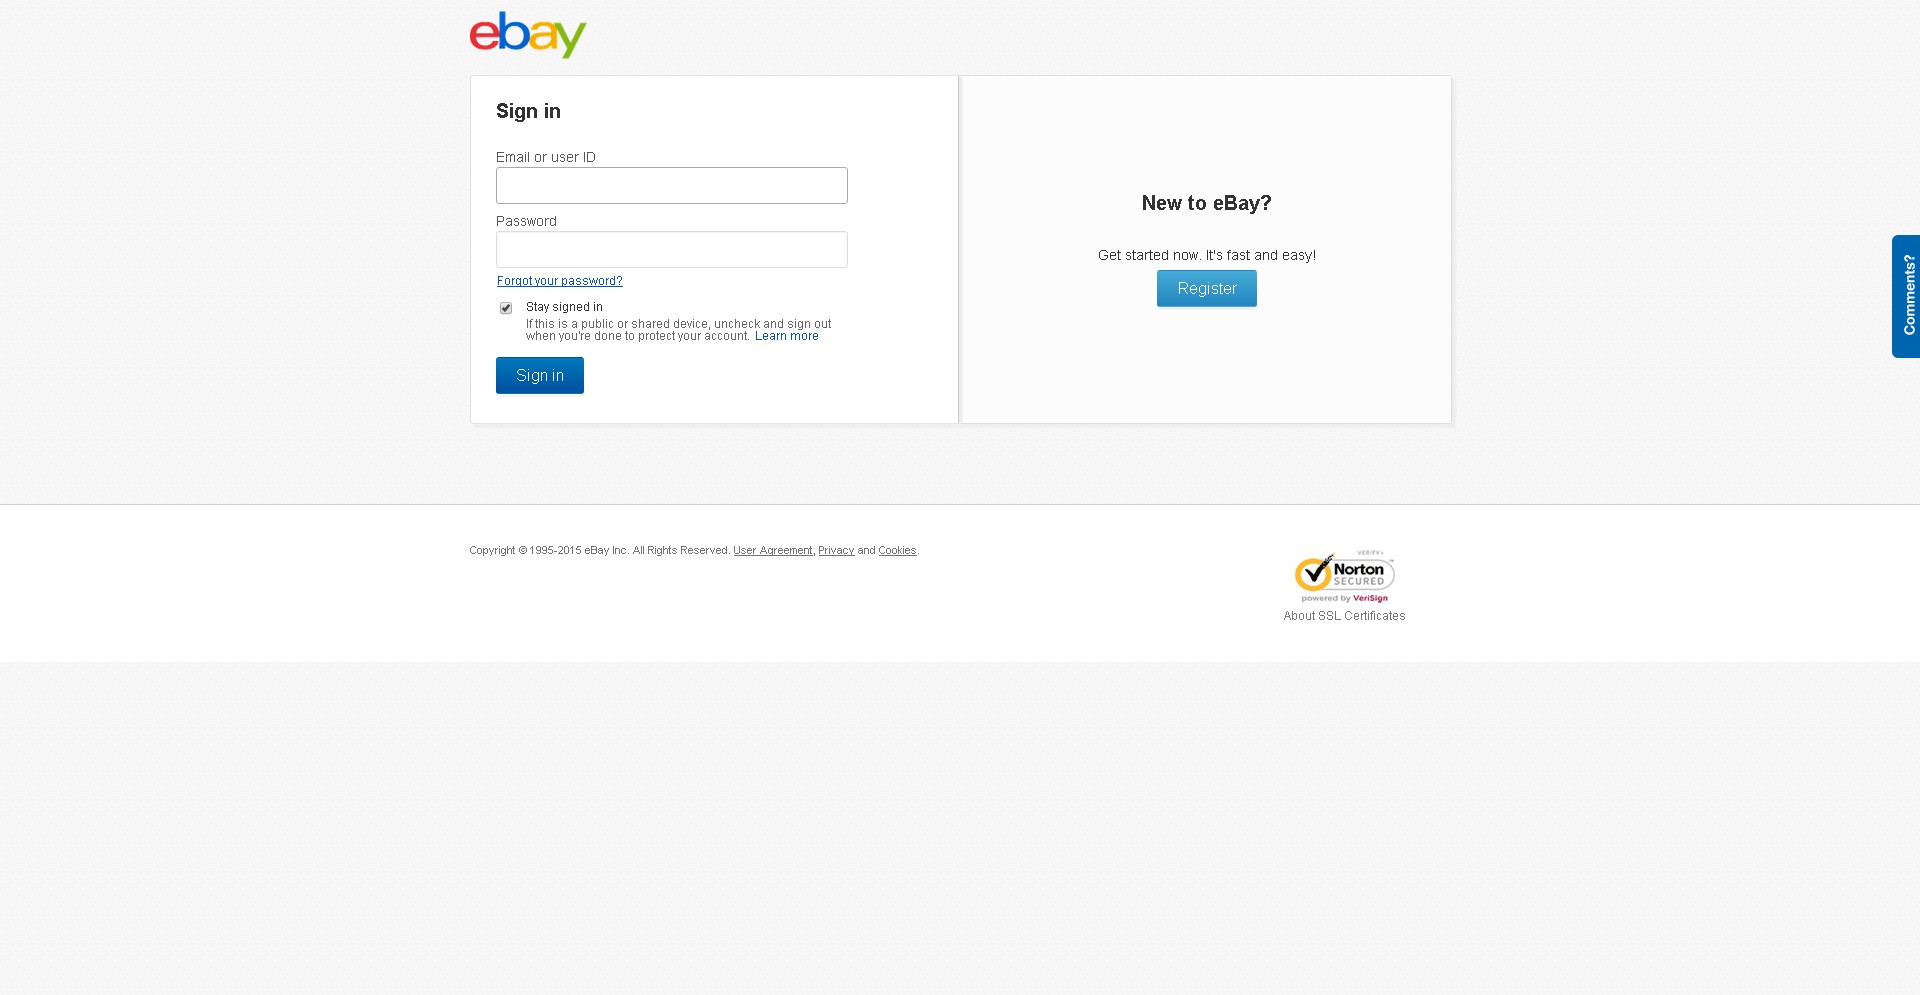 ebay
Sign in
Email or user ID
Password
Forgot your password?
Stay signed in
If this is a public or shared device, uncheck and sign out
when you're done to protect your account. Learn more
Sign in
New to eBay?
Get started now. It's fast and easy!
Register
Comments?
Copyright © 1995-2015 eBay Inc. All Rights Reserved. User Agreement, Privacy and Cookies.
VERIFY▸
Norton
SECURED
powered by VeriSign
About SSL Certificates